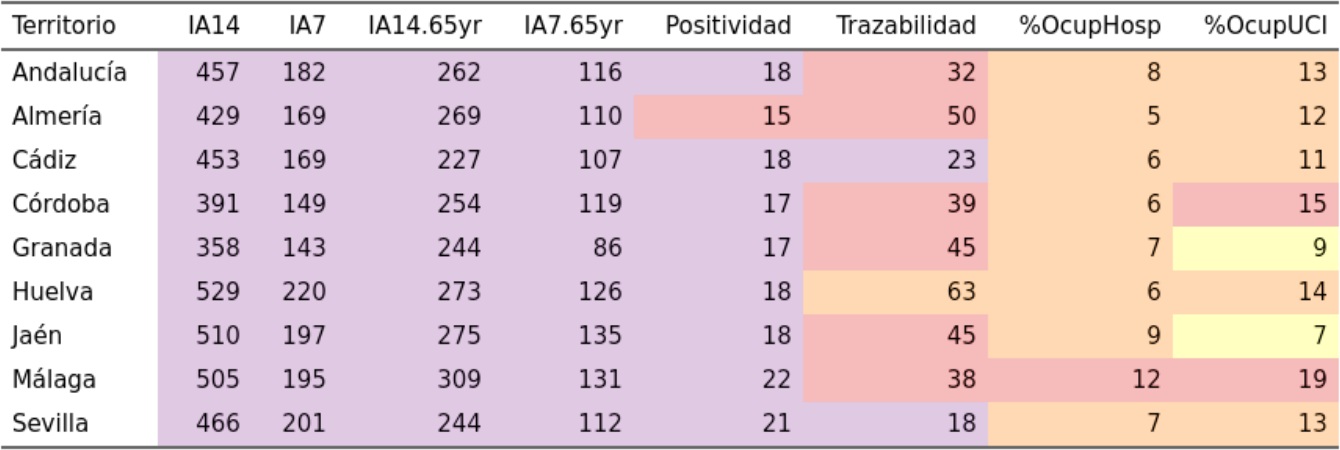 Territorio IA14 IA7 IA14.65yr IA7.65yr Positividad Trazabilidad %OcupHosp %OcupUCI
Andalucía 457 182 262 116 18 32 8 13
Almería 429 169 269 110 15 50 5 12
Cádiz 453 169 227 107 18 23 6 11
Córdoba 391 149 254 119 17 39 6 15
Granada 358 143 244 86 17 45 7 9
Huelva 529 220 273 126 18 63 6 14
Jaén 510 197 275 135 18 45 9 7
Málaga 505 195 309 131 22 38 12 19
Sevilla 466 201 244 112 21 18 7 13